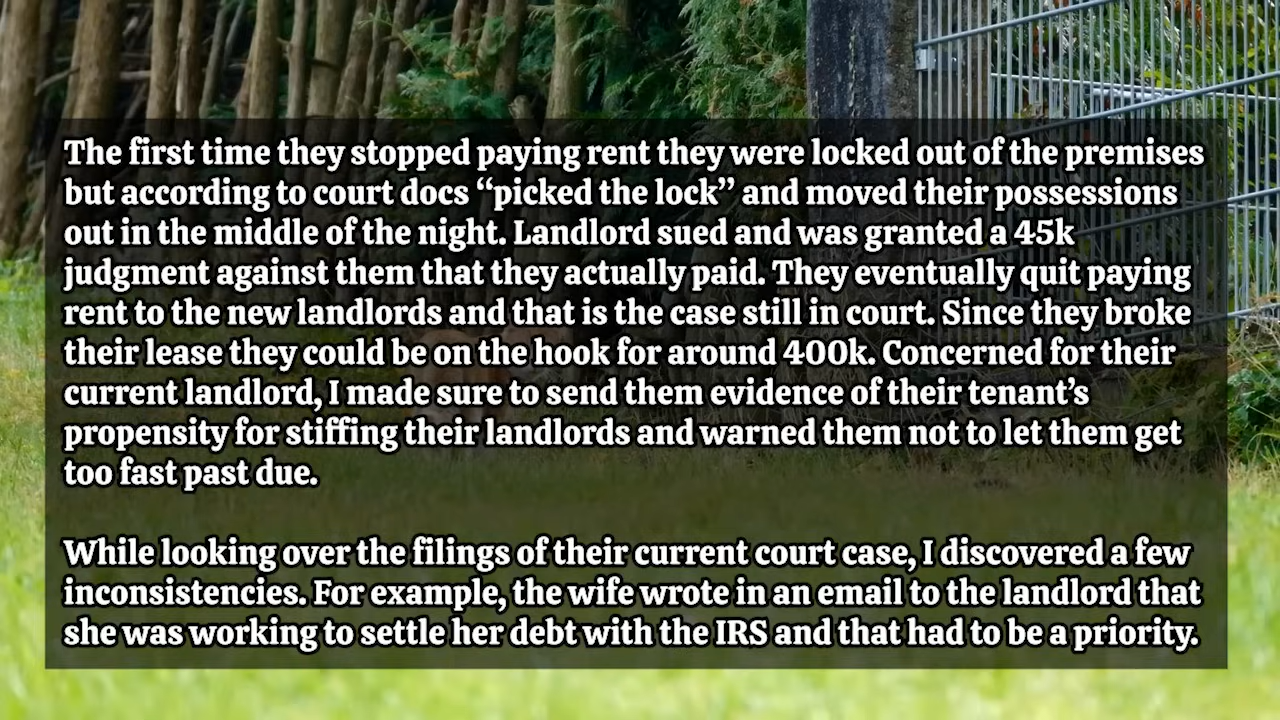 The first time they stopped paying rent they were locked out of the premises
but according to court docs “picked the lock” and moved their possessions
out in the middle of the night. Landlord sued and was granted a 45k
judgment against them that they actually paid. They eventually quit paying
rent to the new landlords and that is the case still in court. Since they broke
their lease they could be on the hook for around 400k. Concerned for their
current landlord, I made sure to send them evidence of their tenant’s
propensity for stiffing their landlords and warned them not to let them get
too fast past due.
While looking over the filings of their current court case, I discovered a few
inconsistencies. For example, the wife wrote in an email to the landlord that
she was working to settle her debt with the IRS and that had to be a priority.